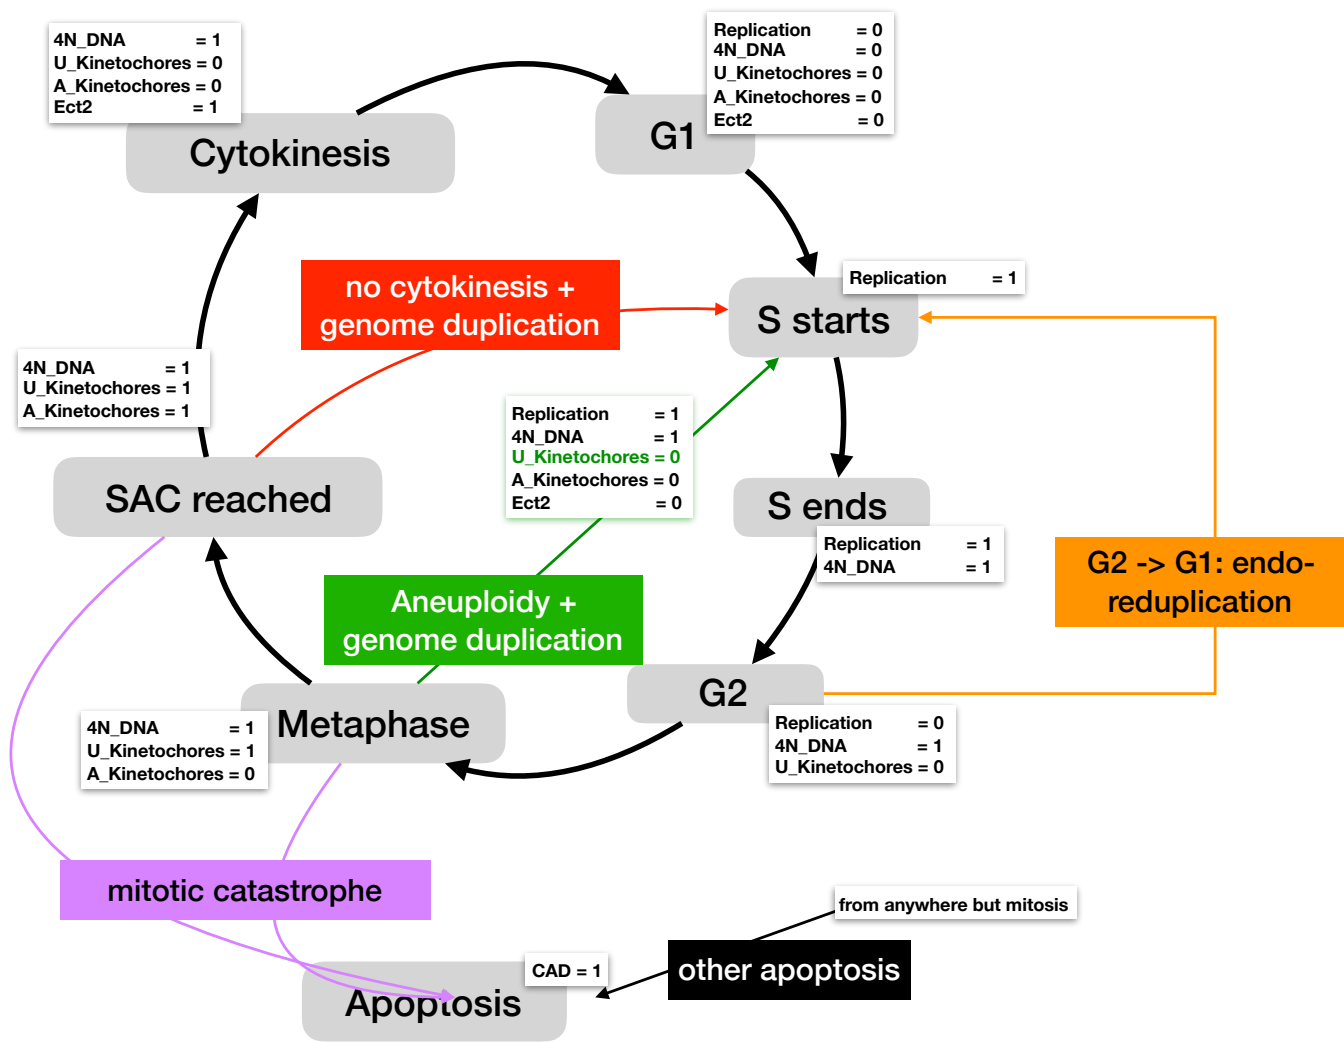 4N_DNA = 1
U_Kinetochores = 0
A_Kinetochores = 0
Ect2 = 1
Cytokinesis
Replication = 0
4N_DNA = 0
U_Kinetochores = 0
A_Kinetochores = 0
Ect2 = 0
G1
no cytokinesis +
genome duplication
Replication = 1
S starts
4N_DNA = 1
U_Kinetochores = 1
A_Kinetochores = 1
SAC reached
Replication = 1
4N_DNA = 1
U_Kinetochores = 0
A_Kinetochores = 0
Ect2 = 0
S ends
Replication = 1
4N_DNA = 1
G2 -> G1: endo-
reduplication
Aneuploidy +
genome duplication
G2
Replication = 0
4N_DNA = 1
U_Kinetochores = 0
Metaphase
4N_DNA = 1
U_Kinetochores = 1
A_Kinetochores = 0
mitotic catastrophe
from anywhere but mitosis
other apoptosis
CAD = 1
Apoptosis